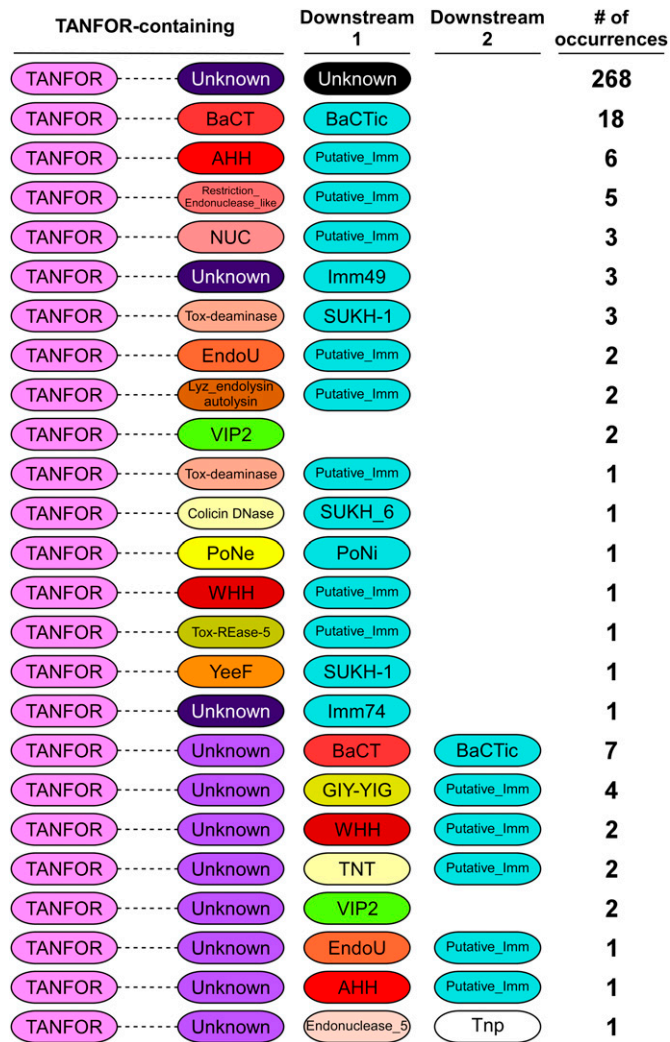 TANFOR-containing Downstream 1 Downstream 2 # of occurrences
TANFOR Unknown Unknown 268
TANFOR BaCT BaCTic 18
TANFOR AHH Putative_Imm 6
TANFOR Restriction_Endonuclease_like Putative_Imm 5
TANFOR NUC Putative_Imm 3
TANFOR Unknown Imm49 3
TANFOR Tox-deaminase SUKH-1 3
TANFOR EndoU Putative_Imm 2
TANFOR Lyz_endolysin autolysin Putative_Imm 2
TANFOR VIP2 2
TANFOR Tox-deaminase Putative_Imm 1
TANFOR Colicin DNase SUKH_6 1
TANFOR PoNe PoNi 1
TANFOR WHH Putative_Imm 1
TANFOR Tox-REase-5 Putative_Imm 1
TANFOR YeeF SUKH-1 1
TANFOR Unknown Imm74 1
TANFOR Unknown BaCT BaCTic 7
TANFOR Unknown GIY-YIG Putative_Imm 4
TANFOR Unknown WHH Putative_Imm 2
TANFOR Unknown TNT Putative_Imm 2
TANFOR Unknown VIP2 2
TANFOR Unknown EndoU Putative_Imm 1
TANFOR Unknown AHH Putative_Imm 1
TANFOR Unknown Endonuclease_5 Tnp 1